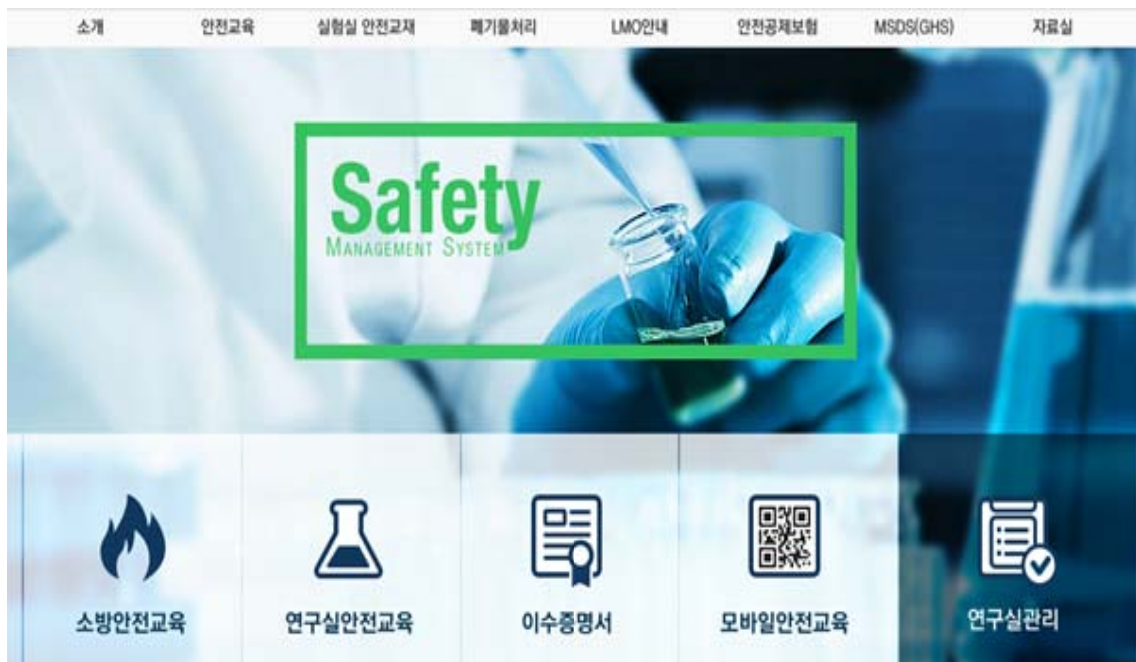 소개
안전교육
실험실 안전교재
폐기물처리
LMO안내
안전공제보험
MSDS(GHS)
자료실
Safety
MANAGEMENT SYSTEM
소방안전교육
연구실안전교육
이수증명서
모바일안전교육
연구실관리